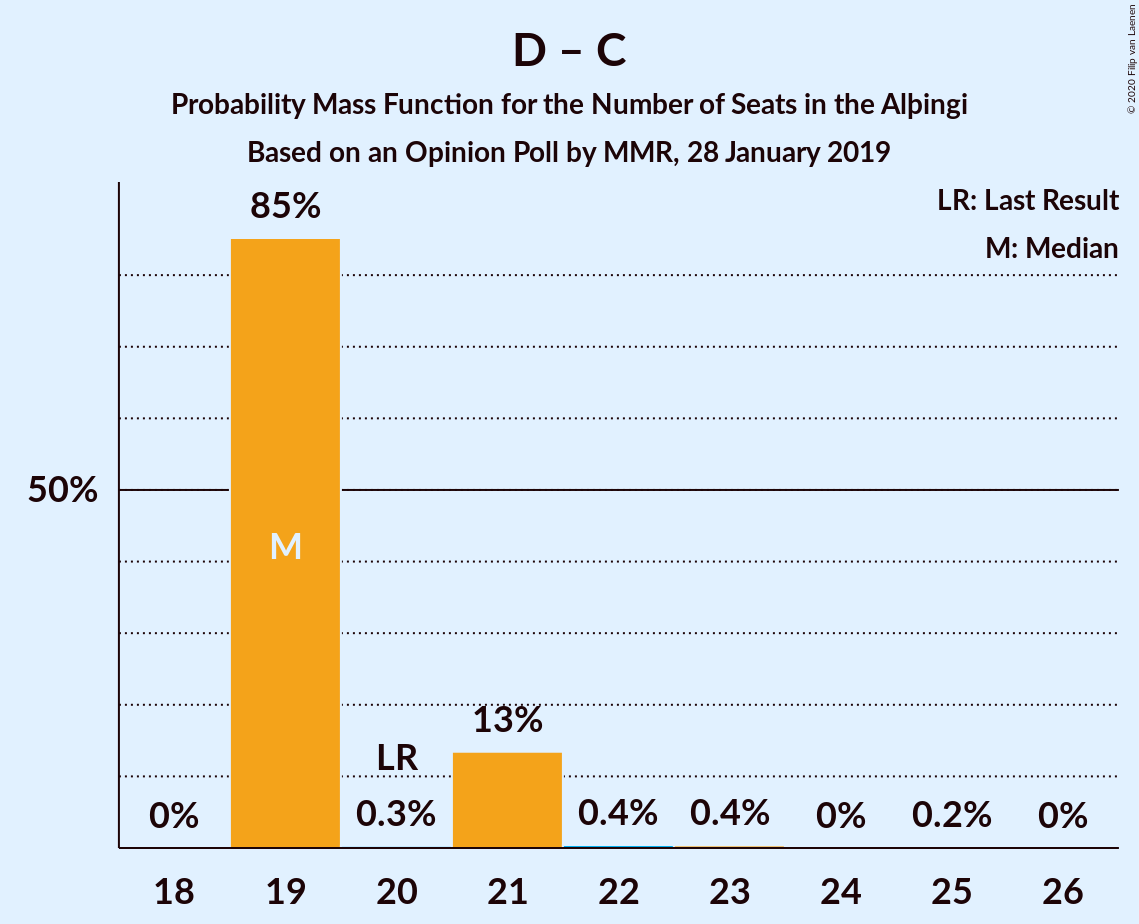 D – C
Probability Mass Function for the Number of Seats in the Alþingi
Based on an Opinion Poll by MMR, 28 January 2019
© 2020 Filip van Laenen
LR: Last Result
M: Median
85%
50%
M
13%
LR
0% 0.3% 0.4% 0.4% 0% 0.2% 0%
18 19 20 21 22 23 24 25 26